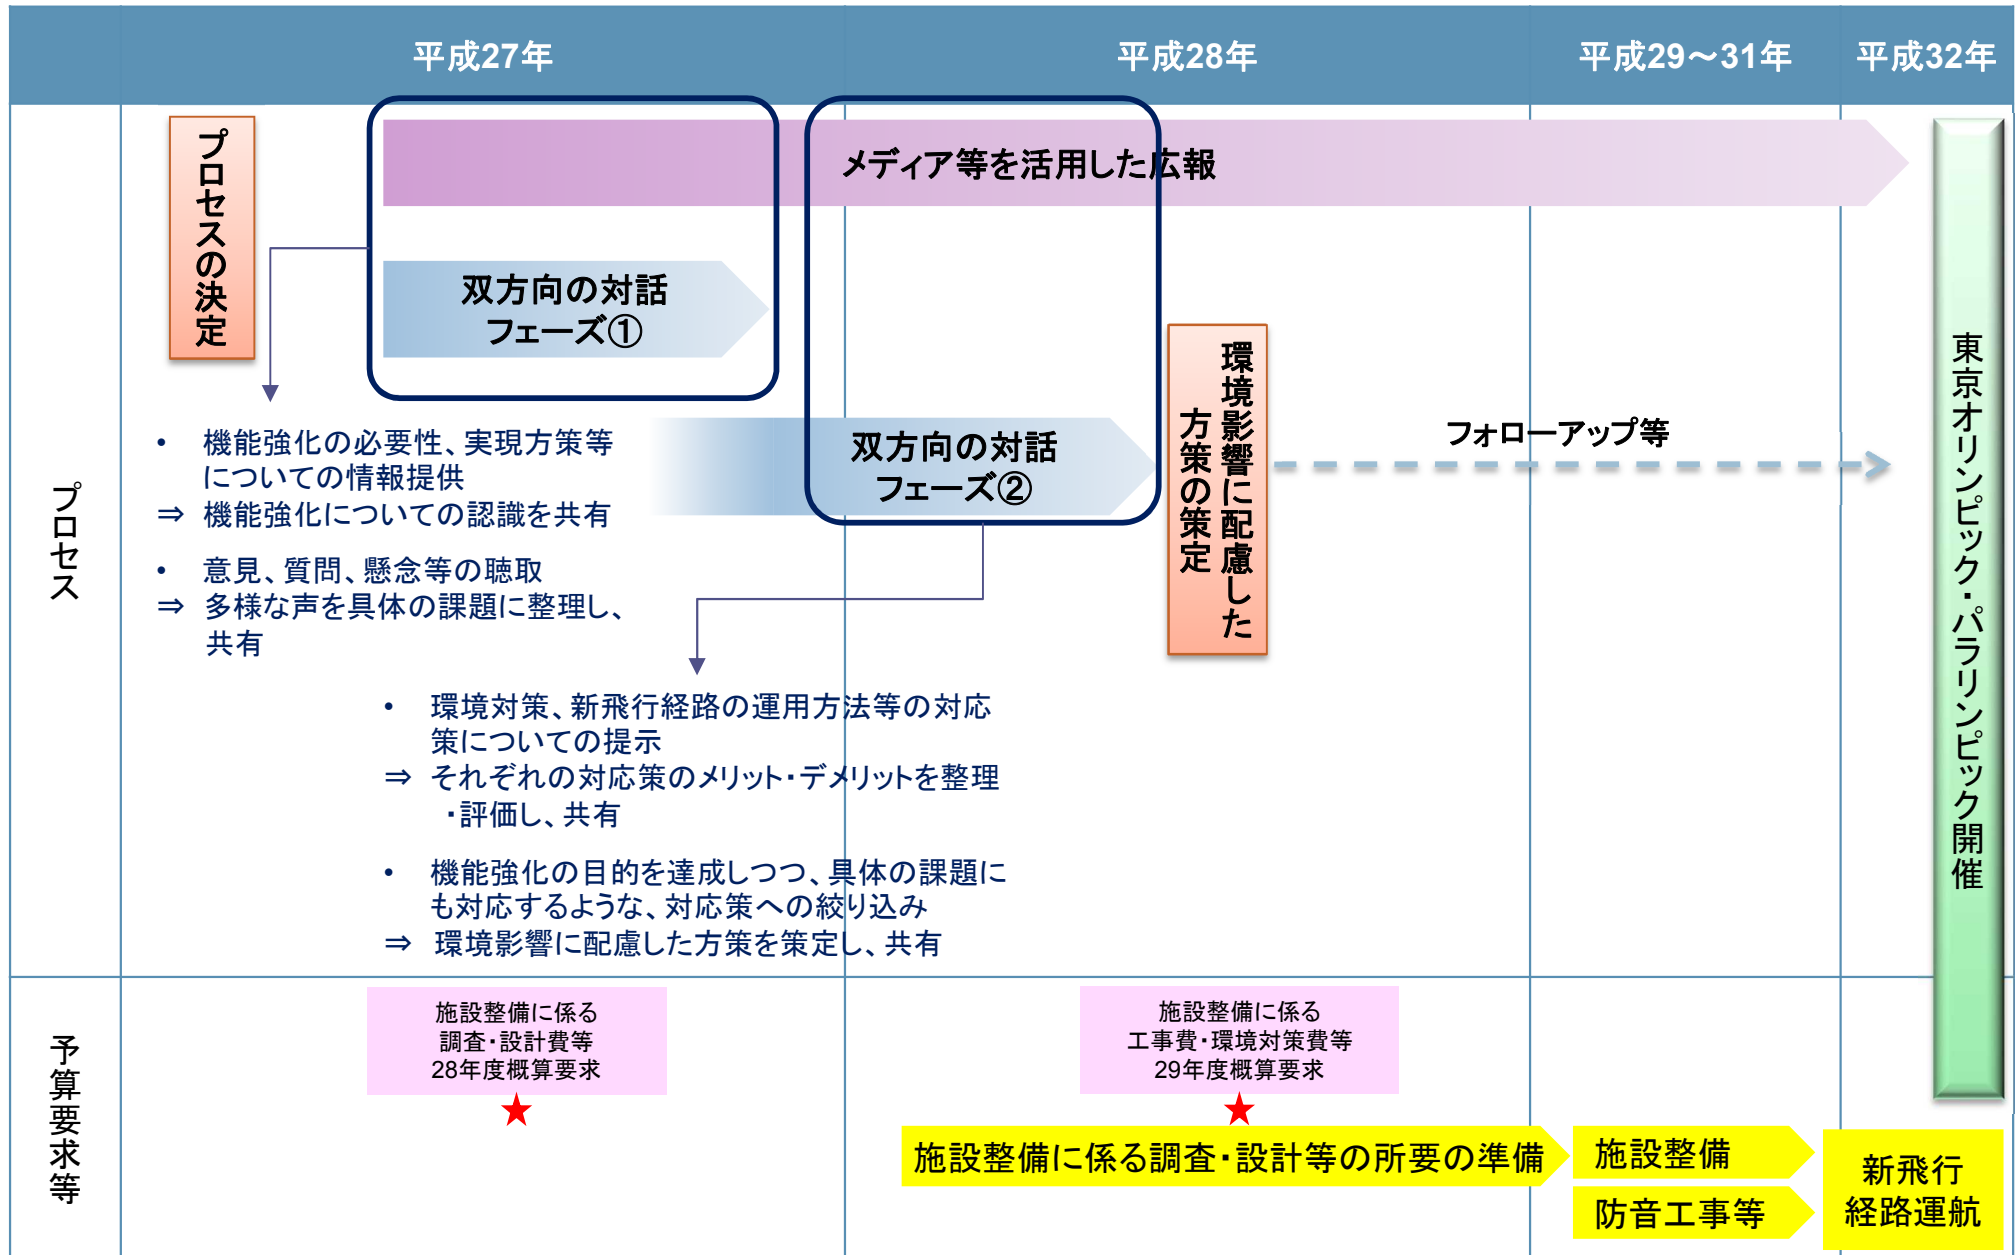 平成27年
平成28年
平成29～31年
平成32年
プロセス
プロセスの決定
メディア等を活用した広報
双方向の対話
フェーズ①
双方向の対話
フェーズ②
環境影響に配慮した
方策の策定
フォローアップ等
東京オリンピック・パラリンピック開催
• 機能強化の必要性、実現方策等
についての情報提供
⇒ 機能強化についての認識を共有
• 意見、質問、懸念等の聴取
⇒ 多様な声を具体の課題に整理し、
共有
• 環境対策、新飛行経路の運用方法等の対応
策についての提示
⇒ それぞれの対応策のメリット・デメリットを整理
・評価し、共有
• 機能強化の目的を達成しつつ、具体の課題に
も対応するような、対応策への絞り込み
⇒ 環境影響に配慮した方策を策定し、共有
予算要求等
施設整備に係る
調査・設計費等
28年度概算要求
★
施設整備に係る
工事費・環境対策費等
29年度概算要求
★
施設整備に係る調査・設計等の所要の準備
施設整備
防音工事等
新飛行
経路運航